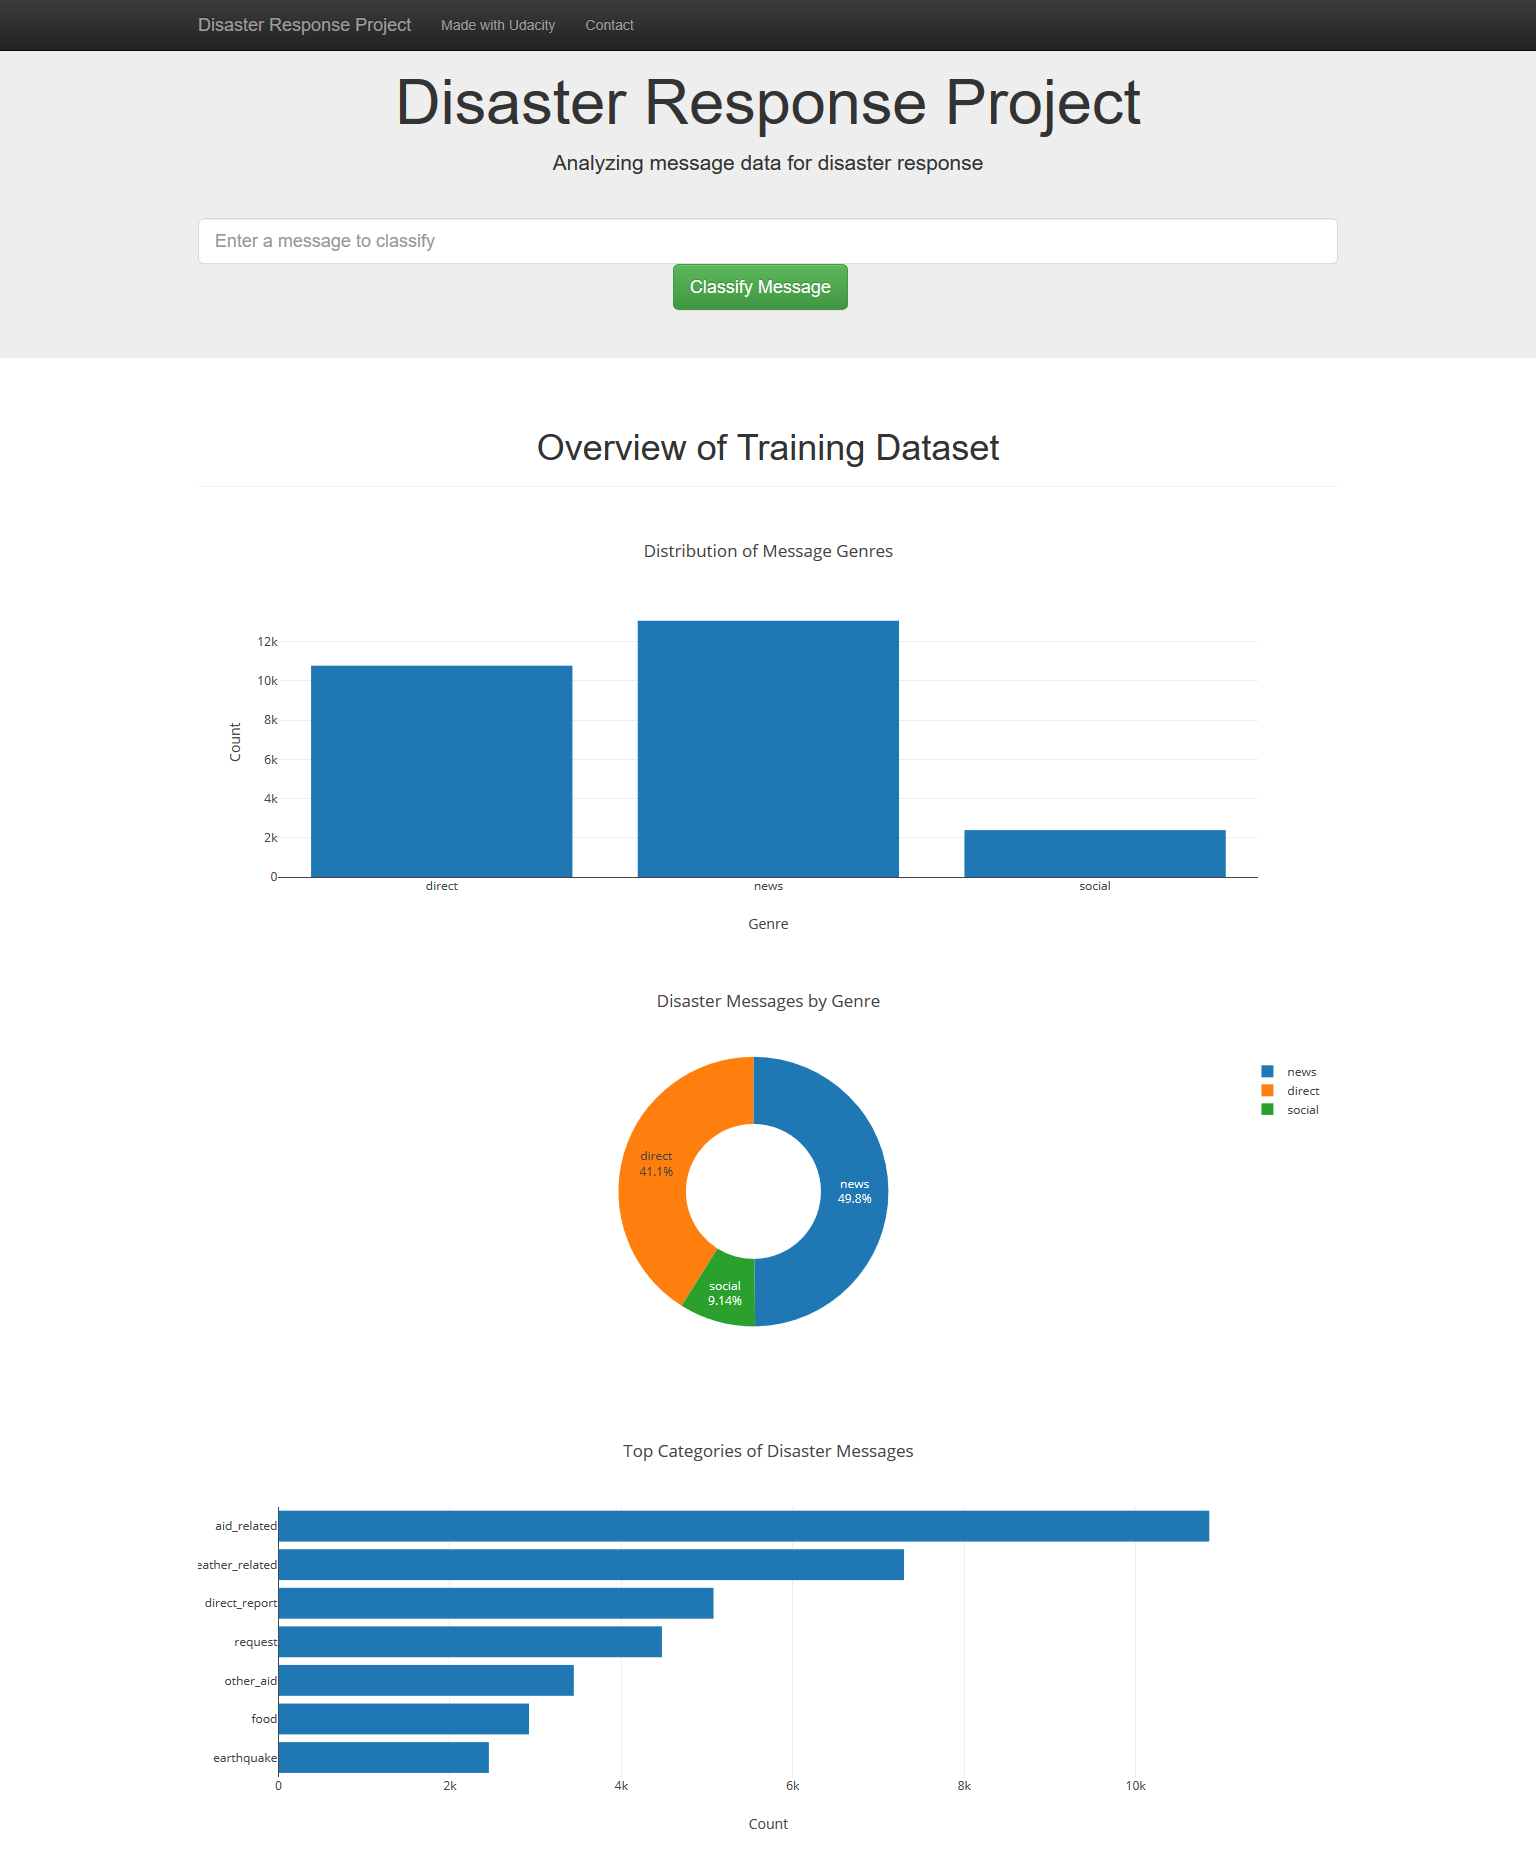 Disaster Response Project Made with Udacity Contact
Disaster Response Project
Analyzing message data for disaster response
Enter a message to classify
Classify Message
Overview of Training Dataset
Distribution of Message Genres
12k
10k
8k
6k
4k
2k
0
Count
direct news social
Genre
Disaster Messages by Genre
news
direct
social
direct
41.1%
news
49.8%
social
9.14%
Top Categories of Disaster Messages
aid_related
eather_related
direct_report
request
other_aid
food
earthquake
0 2k 4k 6k 8k 10k
Count